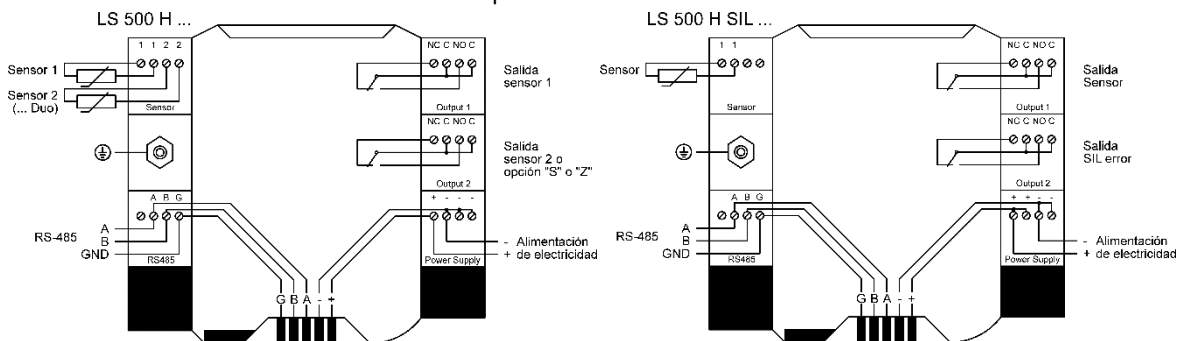 LS 500 H ...
1 1 2 2
Sensor 1
Sensor 2
(... Duo)
Sensor
NC C NO C
Salida
sensor 1
Output 1
NC C NO C
Salida
sensor 2 o
opción "S" o "Z"
Output 2
A B G
+ - - -
A
B
GND
RS-485
RS485
- Alimentación
+ de electricidad
Power Supply
G B A - +
LS 500 H SIL ...
1 1
Sensor
Sensor
NC C NO C
Salida
Sensor
Output 1
NC C NO C
Salida
SIL error
Output 2
A B G
+ + - -
A
B
GND
RS-485
RS485
- Alimentación
+ de electricidad
Power Supply
G B A - +